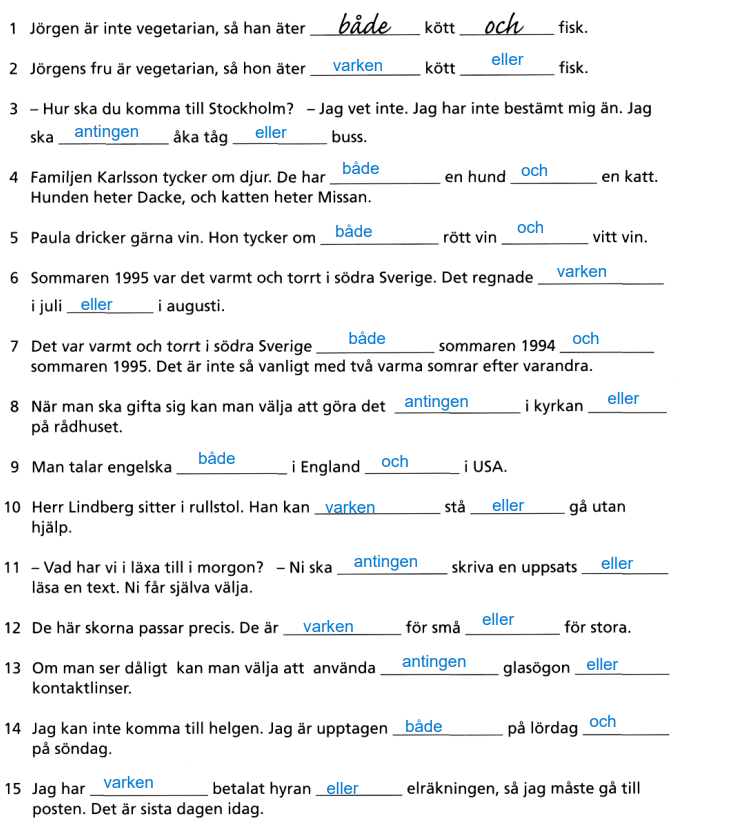 1 Jörgen är inte vegetarian, så han äter både kött och fisk.
2 Jörgens fru är vegetarian, så hon äter varken kött eller fisk.
3 – Hur ska du komma till Stockholm? – Jag vet inte. Jag har inte bestämt mig än. Jag
ska antingen åka tåg eller buss.
4 Familjen Karlsson tycker om djur. De har både en hund och en katt.
Hunden heter Dacke, och katten heter Missan.
5 Paula dricker gärna vin. Hon tycker om både rött vin och vitt vin.
6 Sommaren 1995 var det varmt och torrt i södra Sverige. Det regnade varken
i juli eller i augusti.
7 Det var varmt och torrt i södra Sverige både sommaren 1994 och
sommaren 1995. Det är inte så vanligt med två varma somrar efter varandra.
8 När man ska gifta sig kan man välja att göra det antingen i kyrkan eller
på rådhuset.
9 Man talar engelska både i England och i USA.
10 Herr Lindberg sitter i rullstol. Han kan varken stå eller gå utan
hjälp.
11 – Vad har vi i läxa till i morgon? – Ni ska antingen skriva en uppsats eller
läsa en text. Ni får själva välja.
12 De här skorna passar precis. De är varken för små eller för stora.
13 Om man ser dåligt kan man välja att använda antingen glasögon eller
kontaktlinser.
14 Jag kan inte komma till helgen. Jag är upptagen både på lördag och
på söndag.
15 Jag har varken betalat hyran eller elräkningen, så jag måste gå till
posten. Det är sista dagen idag.